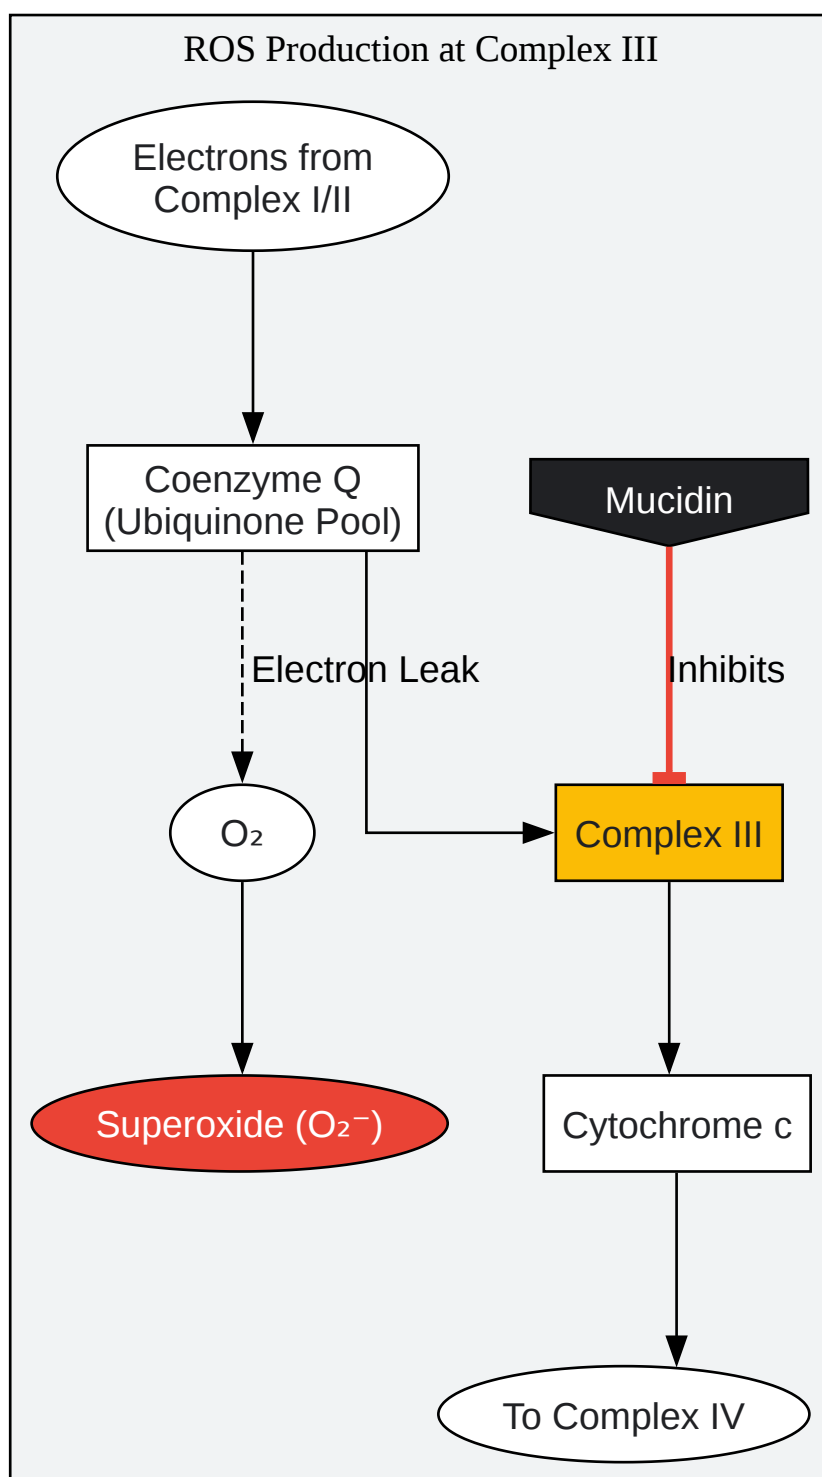 ROS Production at Complex III
Electrons from
Complex I/II
Coenzyme Q
(Ubiquinone Pool)
Mucidin
Electron Leak
Inhibits
O₂
Complex III
Superoxide (O₂⁻)
Cytochrome c
To Complex IV